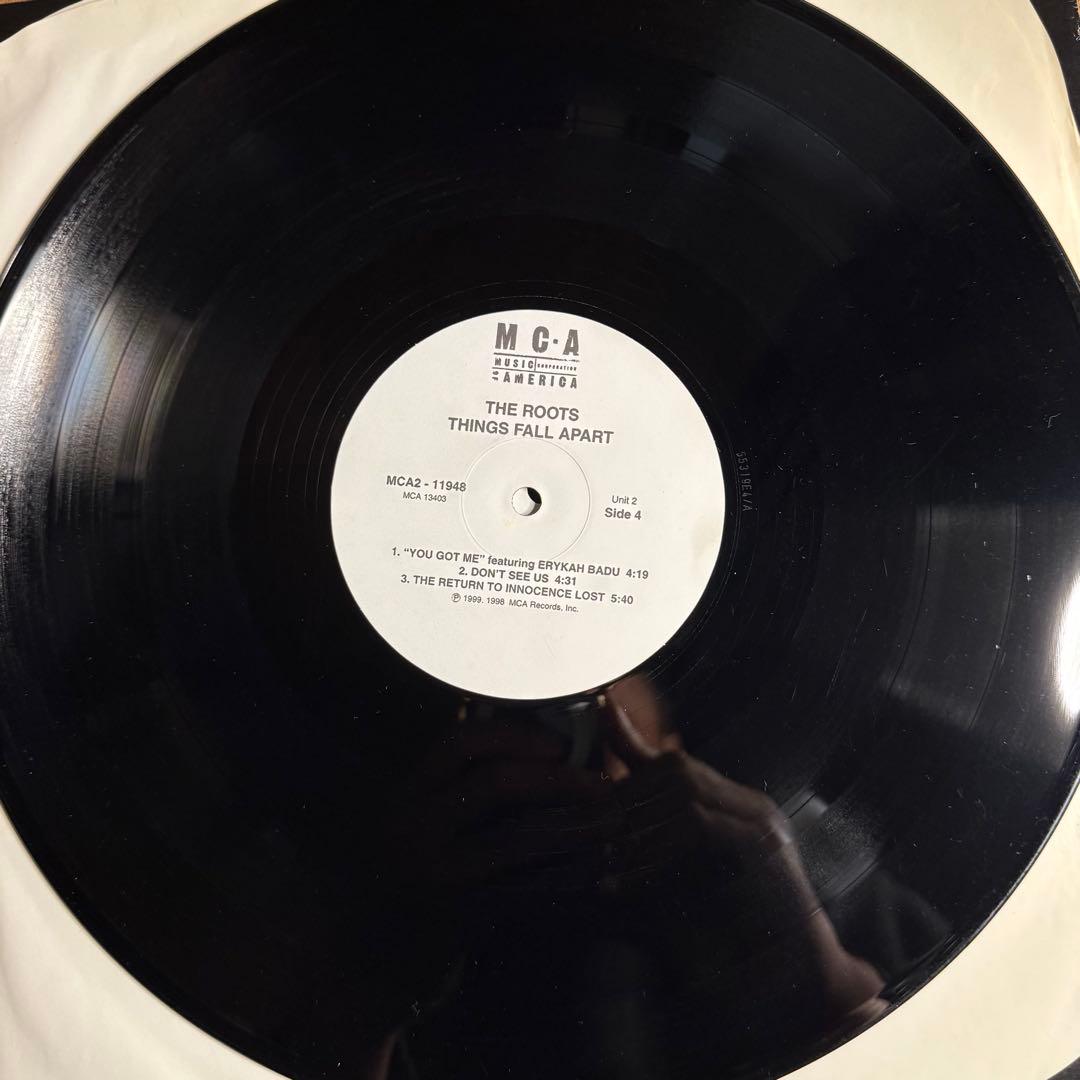 MC·A
MUSIC CORPORATION
OF AMERICA
THE ROOTS
THINGS FALL APART
MCA2 - 11948
MCA 13403
Unit 2
Side 4
1. "YOU GOT ME" featuring ERYKAH BADU 4:19
2. DON'T SEE US 4:31
3. THE RETURN TO INNOCENCE LOST 5:40
℗ 1999. 1998 MCA Records, Inc.
S5319E4/A